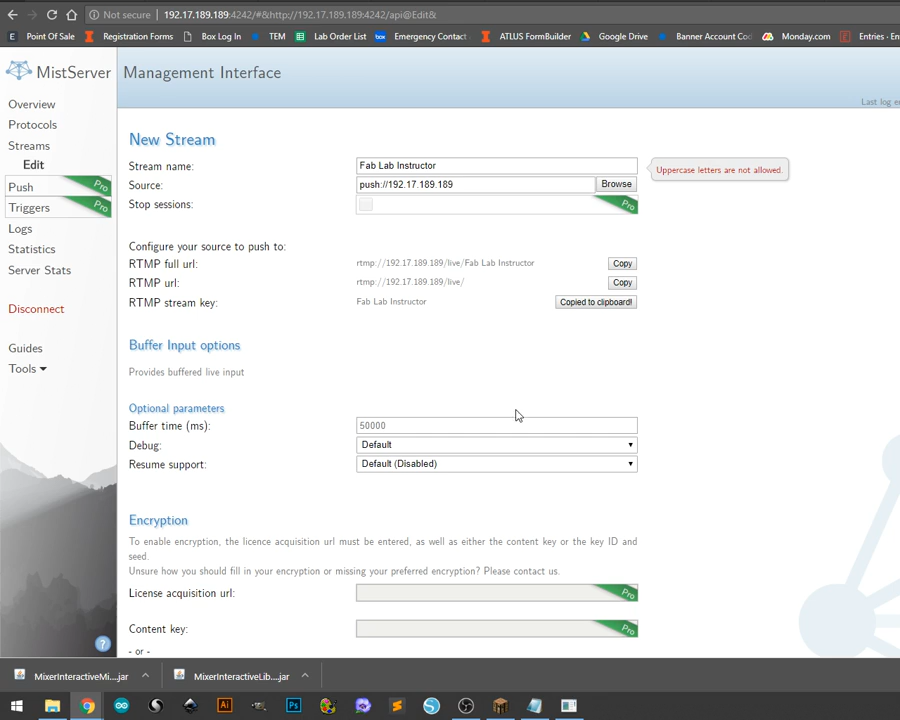 Not secure 192.17.189.189:4242/#&http://192.17.189.189:4242/api@Edit&
E Point Of Sale Registration Forms Box Log In TEM Lab Order List box Emergency Contact ATLUS FormBuilder Google Drive Banner Account Cod Monday.com E Entries - En
MistServer
Management Interface
Last log e
Overview
Protocols
Streams
Edit
Push Pro
Triggers Pro
Logs
Statistics
Server Stats
Disconnect
Guides
Tools
?
New Stream
Stream name: Fab Lab Instructor Uppercase letters are not allowed.
Source: push://192.17.189.189 Browse
Stop sessions: Pro
Configure your source to push to:
RTMP full url: rtmp://192.17.189.189/live/Fab Lab Instructor Copy
RTMP url: rtmp://192.17.189.189/live/ Copy
RTMP stream key: Fab Lab Instructor Copied to clipboard!
Buffer Input options
Provides buffered live input
Optional parameters
Buffer time (ms): 50000
Debug: Default
Resume support: Default (Disabled)
Encryption
To enable encryption, the licence acquisition url must be entered, as well as either the content key or the key ID and
seed.
Unsure how you should fill in your encryption or missing your preferred encryption? Please contact us.
License acquisition url: Pro
Content key: Pro
- or -
MixerInteractiveMi....jar MixerInteractiveLib....jar
Ai Ps S